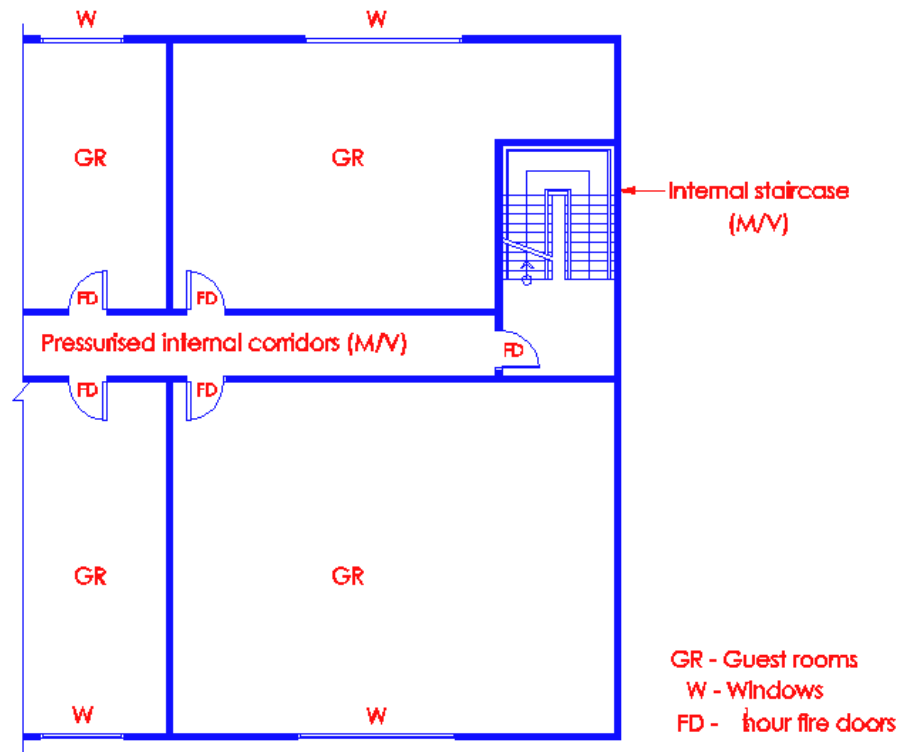 W
W
GR
GR
Internal staircase
(M/V)
FD
FD
Pressurised internal corridors (M/V)
FD
FD
FD
GR
GR
W
W
GR - Guest rooms
W - Windows
FD - hour fire doors